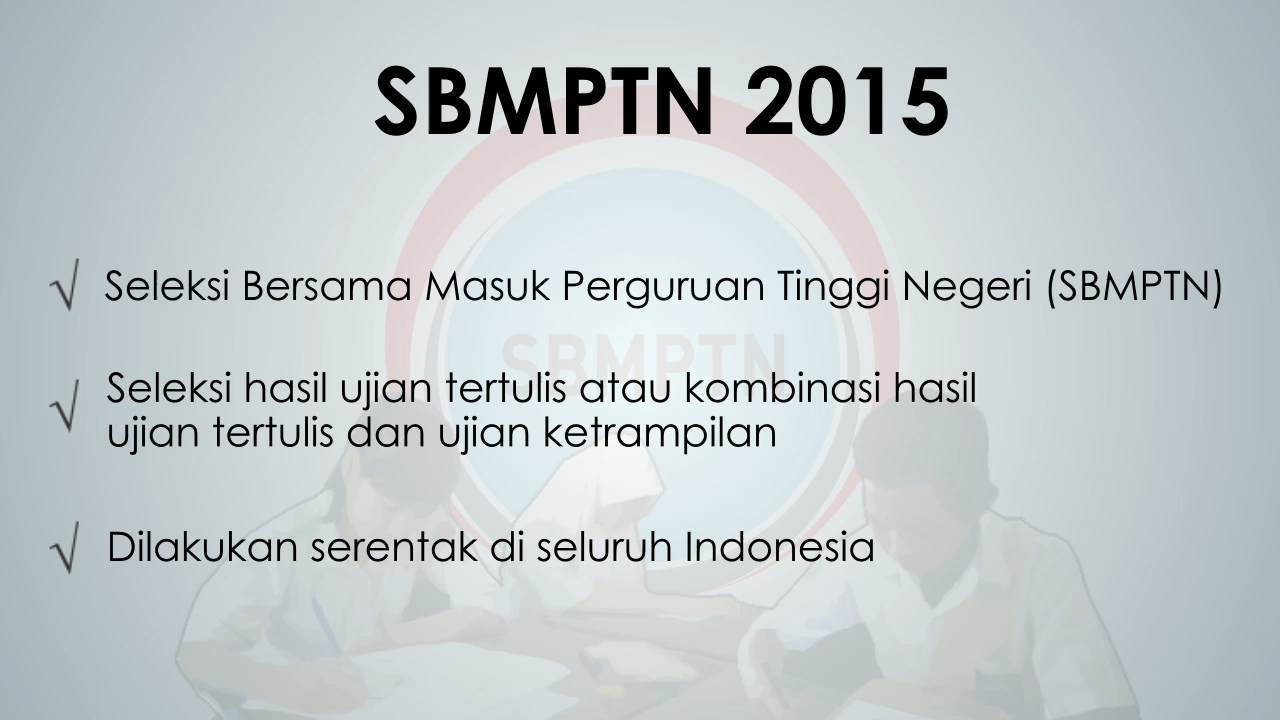 SBMPTN 2015
√ Seleksi Bersama Masuk Perguruan Tinggi Negeri (SBMPTN)
SBMPTN
√ Seleksi hasil ujian tertulis atau kombinasi hasil
ujian tertulis dan ujian ketrampilan
√ Dilakukan serentak di seluruh Indonesia